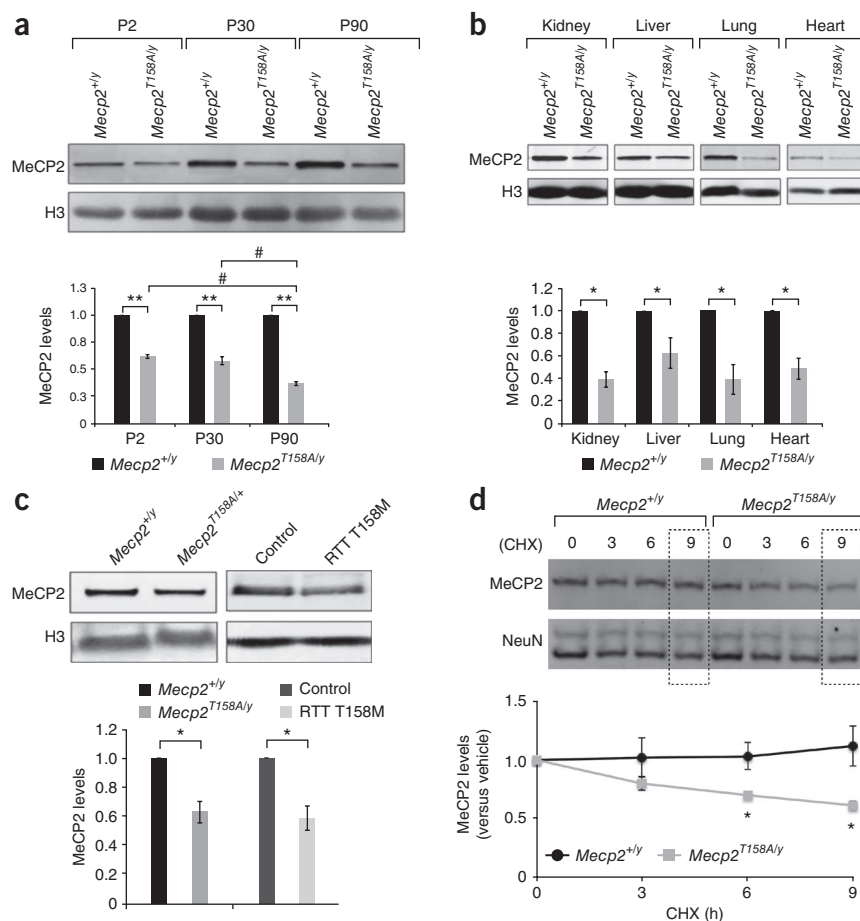 a
P2 P30 P90
Mecp2+/y Mecp2T158A/y Mecp2+/y Mecp2T158A/y Mecp2+/y Mecp2T158A/y
MeCP2
H3
#
#
** ** **
MeCP2 levels
1.3
1.0
0.8
0.5
0.3
0
P2 P30 P90
Mecp2+/y Mecp2T158A/y
b
Kidney Liver Lung Heart
Mecp2+/y Mecp2T158A/y Mecp2+/y Mecp2T158A/y Mecp2+/y Mecp2T158A/y Mecp2+/y Mecp2T158A/y
MeCP2
H3
* * * *
MeCP2 levels
1.2
1.0
0.8
0.6
0.4
0.2
0
Kidney Liver Lung Heart
Mecp2+/y Mecp2T158A/y
c
Mecp2+/y Mecp2T158A/+ Control RTT T158M
MeCP2
H3
Mecp2+/y Control
Mecp2T158A/y RTT T158M
* *
MeCP2 levels
1.2
1.0
0.8
0.6
0.4
0.2
0
d
Mecp2+/y Mecp2T158A/y
(CHX) 0 3 6 9 0 3 6 9
MeCP2
NeuN
MeCP2 levels
(versus vehicle)
1.5
1.0
0.5
0
* *
Mecp2+/y Mecp2T158A/y
0 3 6 9
CHX (h)